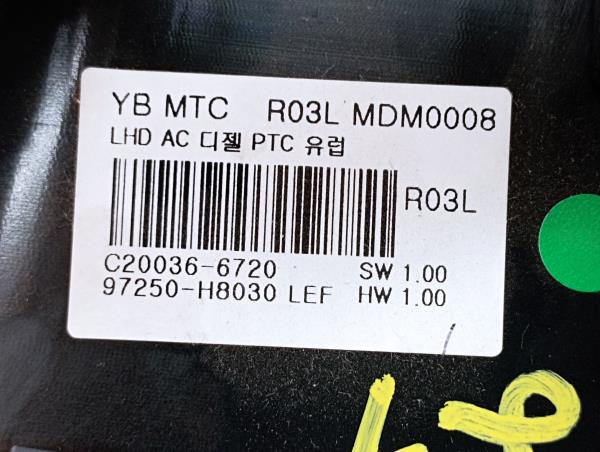 YB MTC R03L MDM0008
LHD AC 디젤 PTC 유럽
R03L
C20036-6720 SW 1.00
97250-H8030 LEF HW 1.00